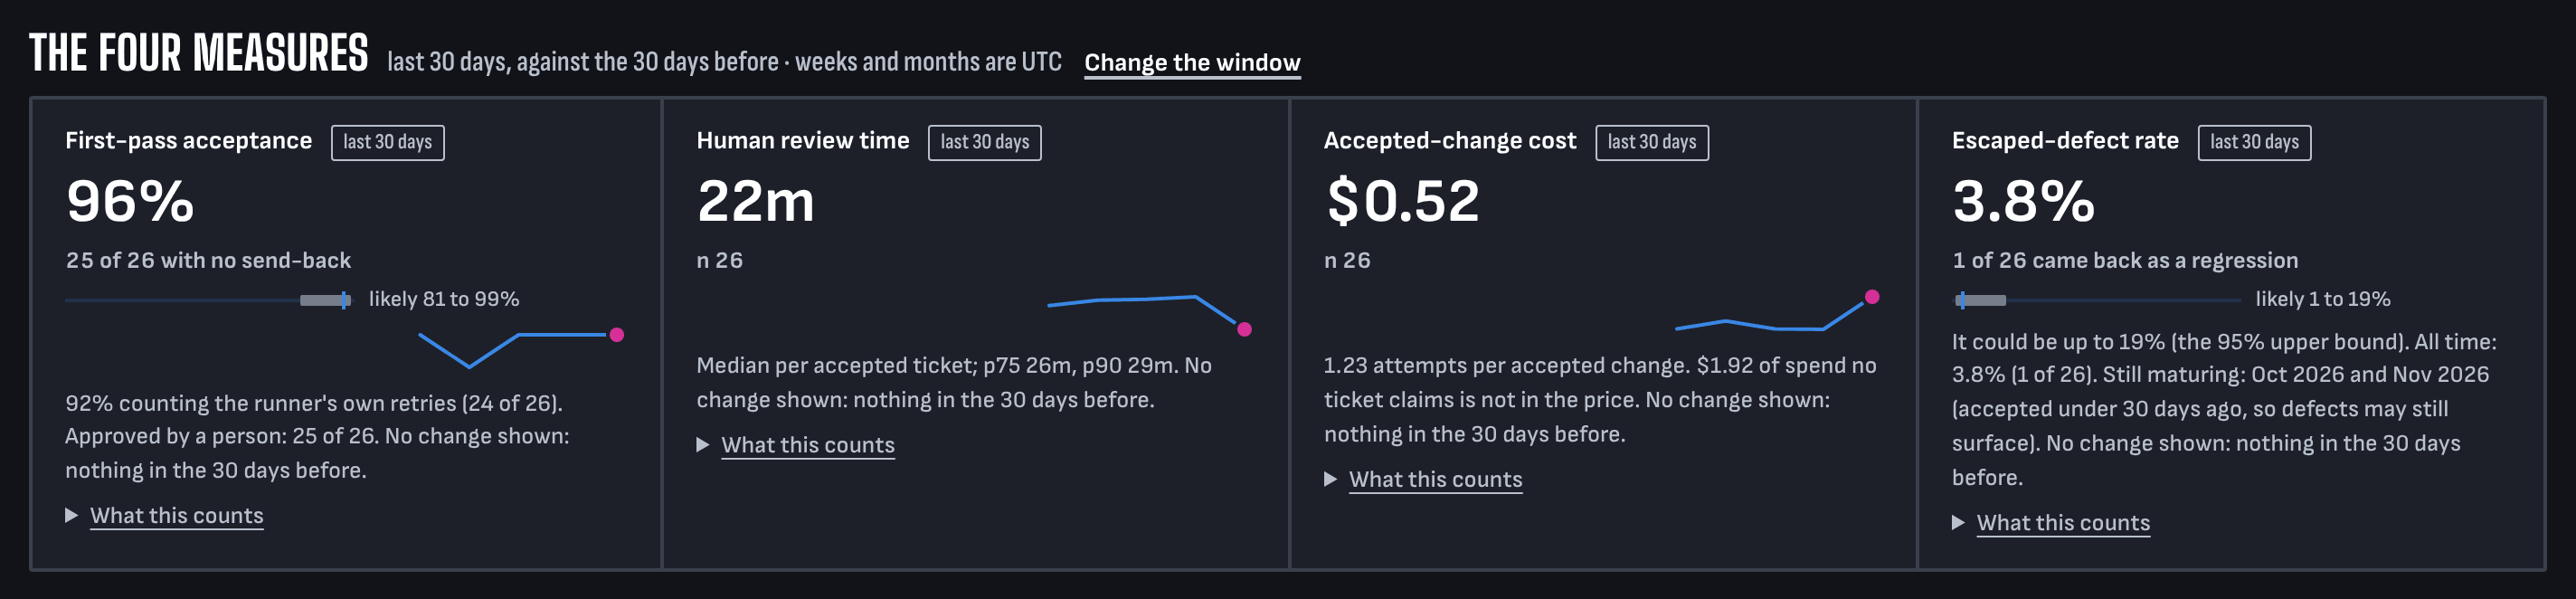 THE FOUR MEASURES last 30 days, against the 30 days before · weeks and months are UTC Change the window
First-pass acceptance last 30 days
96%
25 of 26 with no send-back
likely 81 to 99%
92% counting the runner's own retries (24 of 26).
Approved by a person: 25 of 26. No change shown:
nothing in the 30 days before.
What this counts
Human review time last 30 days
22m
n 26
Median per accepted ticket; p75 26m, p90 29m. No
change shown: nothing in the 30 days before.
What this counts
Accepted-change cost last 30 days
$0.52
n 26
1.23 attempts per accepted change. $1.92 of spend no
ticket claims is not in the price. No change shown:
nothing in the 30 days before.
What this counts
Escaped-defect rate last 30 days
3.8%
1 of 26 came back as a regression
likely 1 to 19%
It could be up to 19% (the 95% upper bound). All time:
3.8% (1 of 26). Still maturing: Oct 2026 and Nov 2026
(accepted under 30 days ago, so defects may still
surface). No change shown: nothing in the 30 days
before.
What this counts